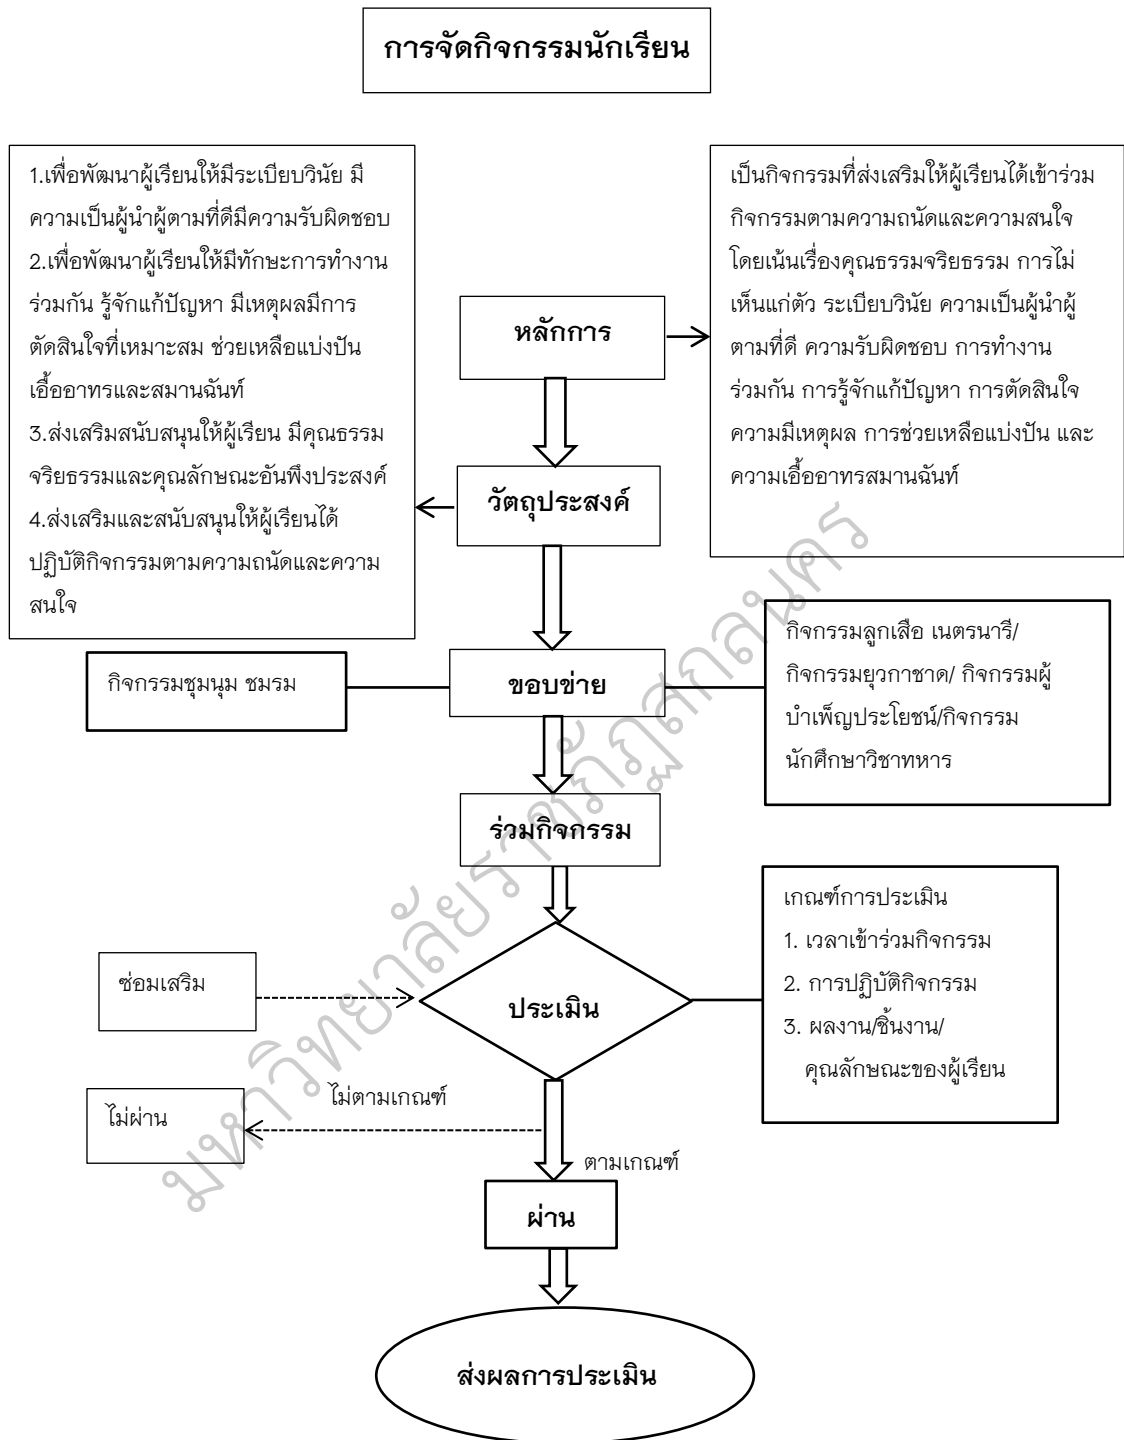 การจัดกิจกรรมนักเรียน
1.เพื่อพัฒนาผู้เรียนให้มีระเบียบวินัย มี
ความเป็นผู้นำผู้ตามที่ดีมีความรับผิดชอบ
2.เพื่อพัฒนาผู้เรียนให้มีทักษะการทำงาน
ร่วมกัน รู้จักแก้ปัญหา มีเหตุผลมีการ
ตัดสินใจที่เหมาะสม ช่วยเหลือแบ่งปัน
เอื้ออาทรและสมานฉันท์
3.ส่งเสริมสนับสนุนให้ผู้เรียน มีคุณธรรม
จริยธรรมและคุณลักษณะอันพึงประสงค์
4.ส่งเสริมและสนับสนุนให้ผู้เรียนได้
ปฏิบัติกิจกรรมตามความถนัดและความ
สนใจ
หลักการ
เป็นกิจกรรมที่ส่งเสริมให้ผู้เรียนได้เข้าร่วม
กิจกรรมตามความถนัดและความสนใจ
โดยเน้นเรื่องคุณธรรมจริยธรรม การไม่
เห็นแก่ตัว ระเบียบวินัย ความเป็นผู้นำผู้
ตามที่ดี ความรับผิดชอบ การทำงาน
ร่วมกัน การรู้จักแก้ปัญหา การตัดสินใจ
ความมีเหตุผล การช่วยเหลือแบ่งปัน และ
ความเอื้ออาทรสมานฉันท์
วัตถุประสงค์
กิจกรรมชุมนุม ชมรม
ขอบข่าย
กิจกรรมลูกเสือ เนตรนารี/
กิจกรรมยุวกาชาด/ กิจกรรมผู้
บำเพ็ญประโยชน์/กิจกรรม
นักศึกษาวิชาทหาร
ร่วมกิจกรรม
เกณฑ์การประเมิน
1. เวลาเข้าร่วมกิจกรรม
2. การปฏิบัติกิจกรรม
3. ผลงาน/ชิ้นงาน/
คุณลักษณะของผู้เรียน
ซ่อมเสริม
ประเมิน
ไม่ผ่าน
ไม่ตามเกณฑ์
ตามเกณฑ์
ผ่าน
ส่งผลการประเมิน
มหาวิทยาลัยราชภัฏสกลนคร